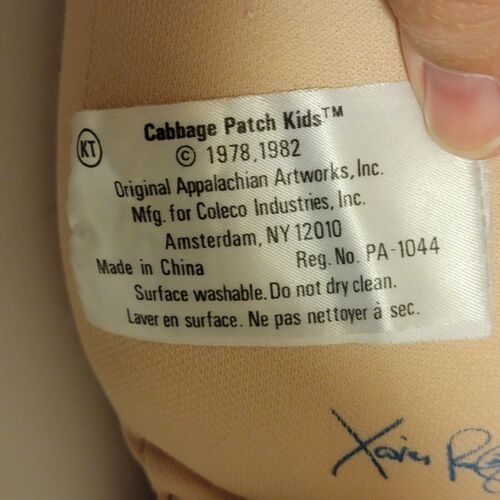 KT
Cabbage Patch Kids™
© 1978, 1982
Original Appalachian Artworks, Inc.
Mfg. for Coleco Industries, Inc.
Amsterdam, NY 12010
Made in China Reg. No. PA-1044
Surface washable. Do not dry clean.
Laver en surface. Ne pas nettoyer à sec.